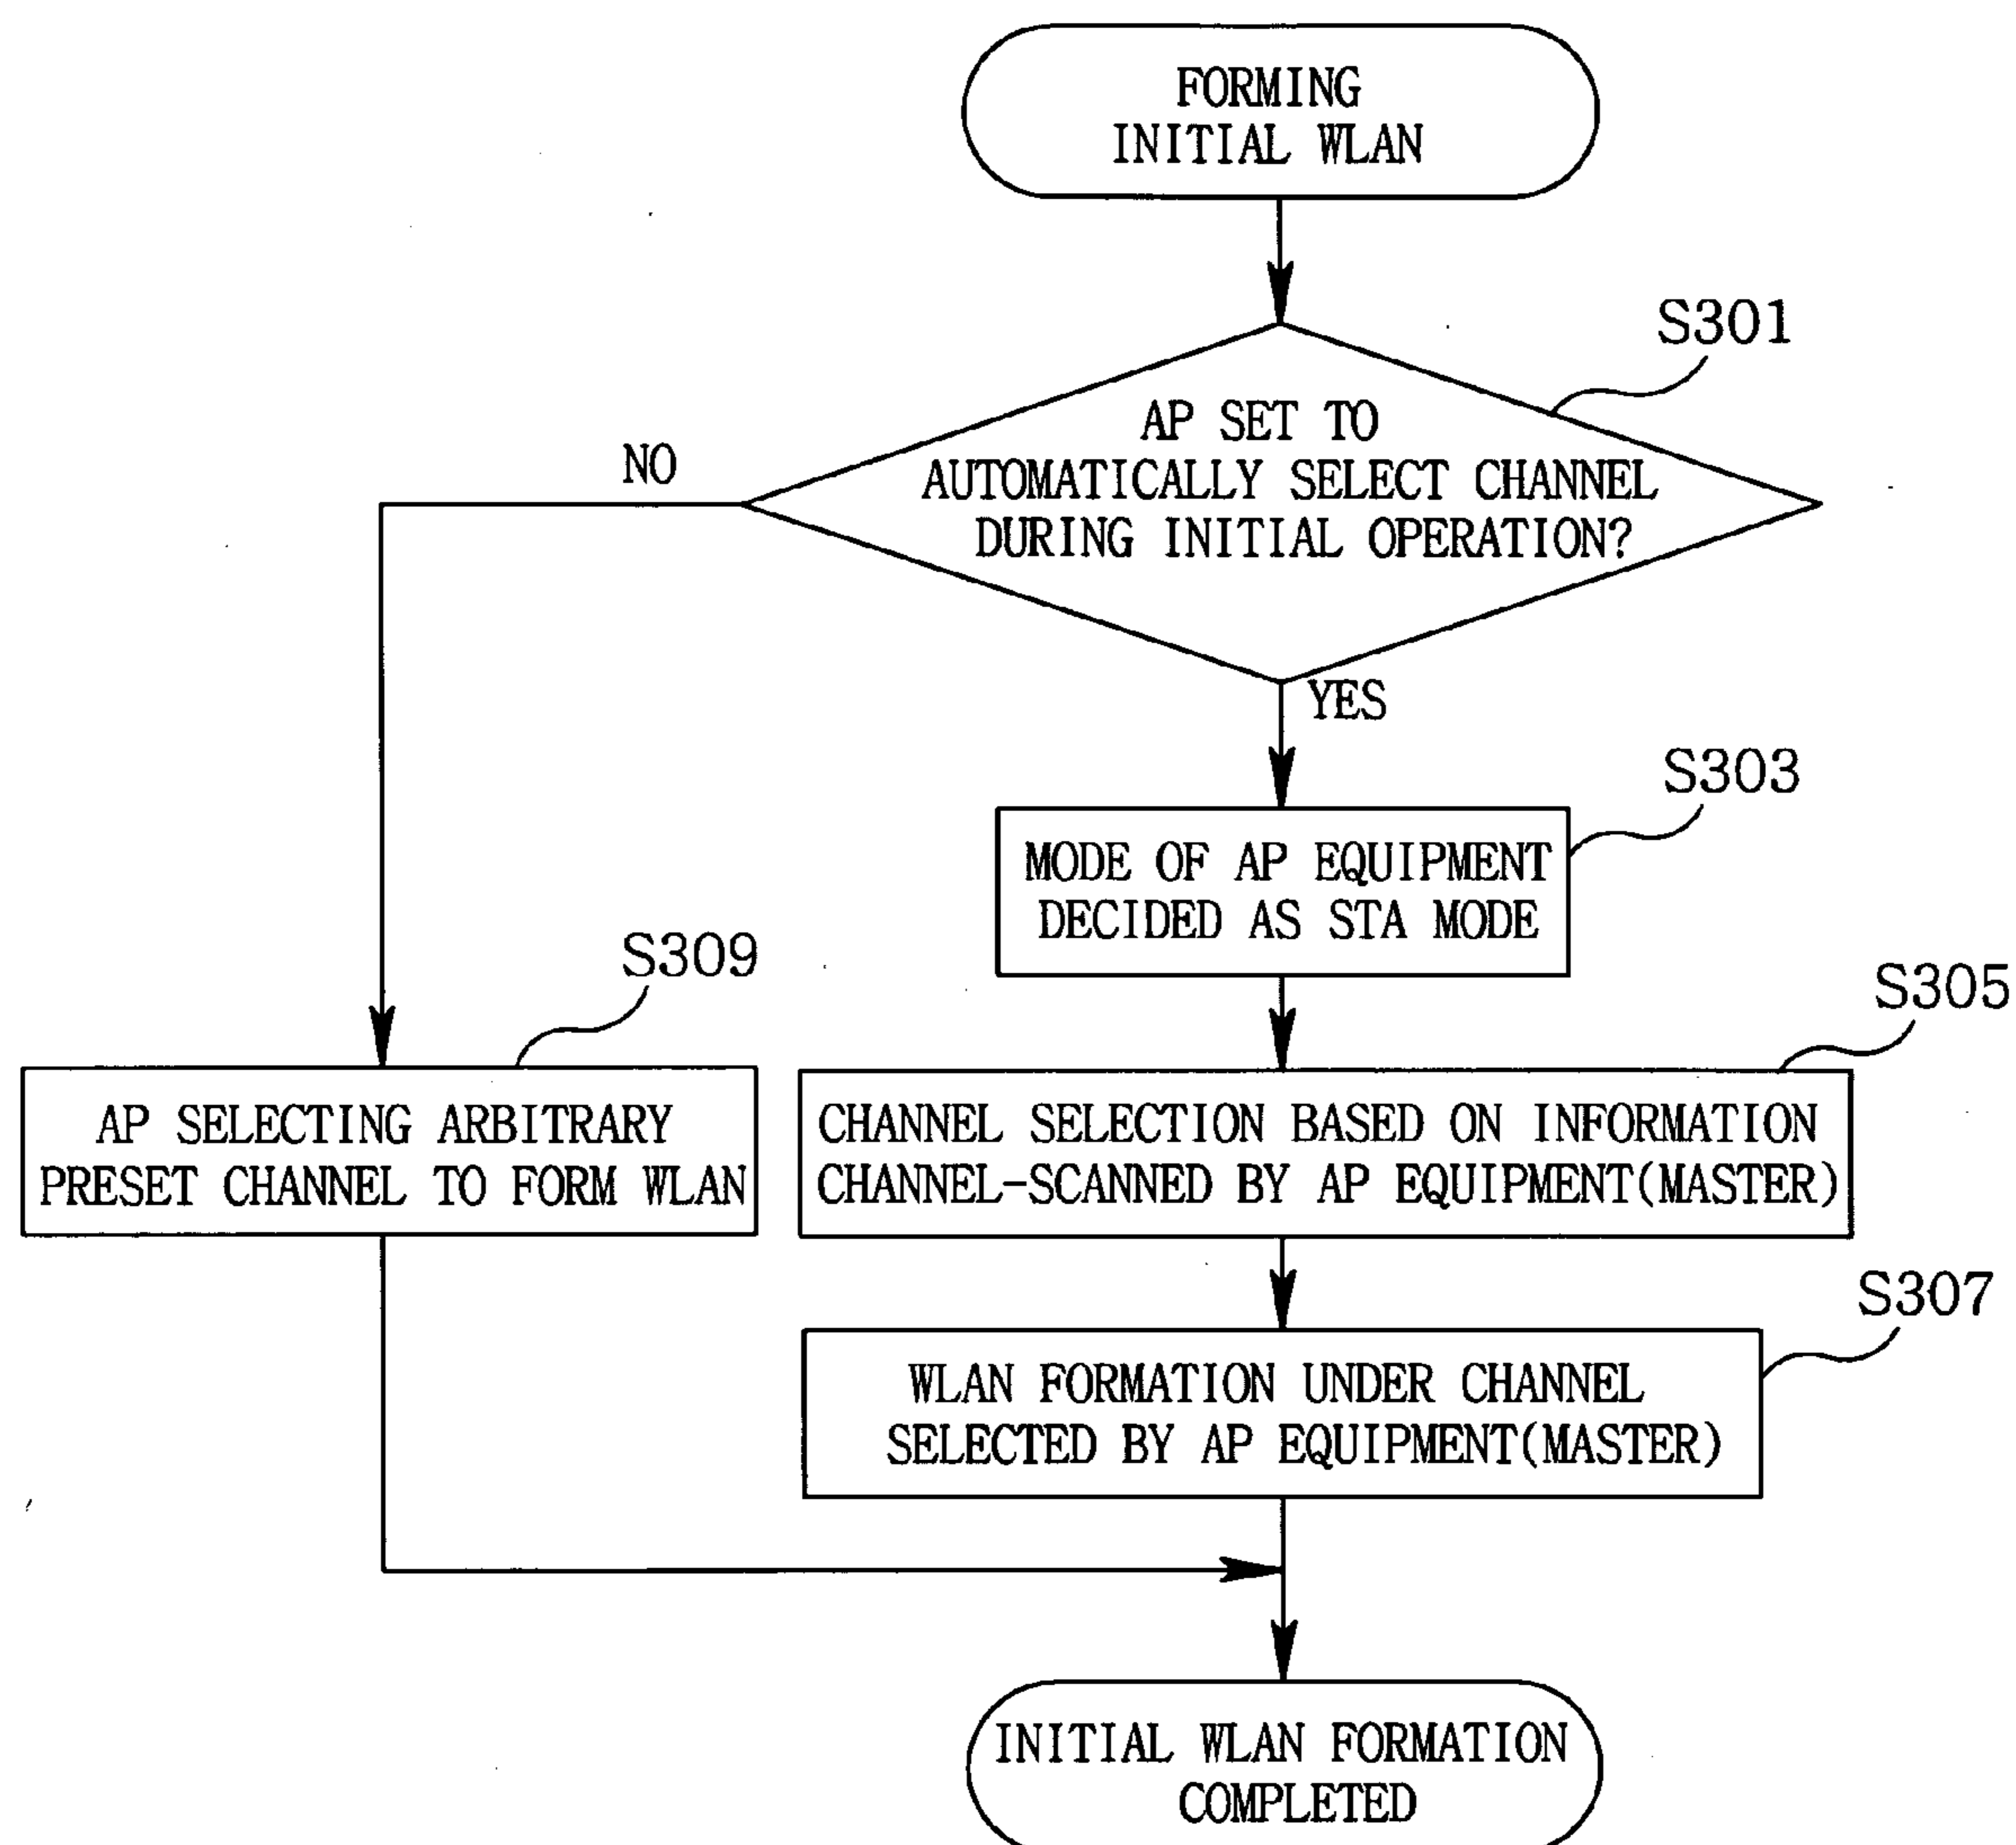 FORMING
INITIAL WLAN
S301
AP SET TO
AUTOMATICALLY SELECT CHANNEL
DURING INITIAL OPERATION?
NO
YES
S303
MODE OF AP EQUIPMENT
DECIDED AS STA MODE
S309
AP SELECTING ARBITRARY
PRESET CHANNEL TO FORM WLAN
S305
CHANNEL SELECTION BASED ON INFORMATION
CHANNEL-SCANNED BY AP EQUIPMENT(MASTER)
S307
WLAN FORMATION UNDER CHANNEL
SELECTED BY AP EQUIPMENT(MASTER)
INITIAL WLAN FORMATION
COMPLETED